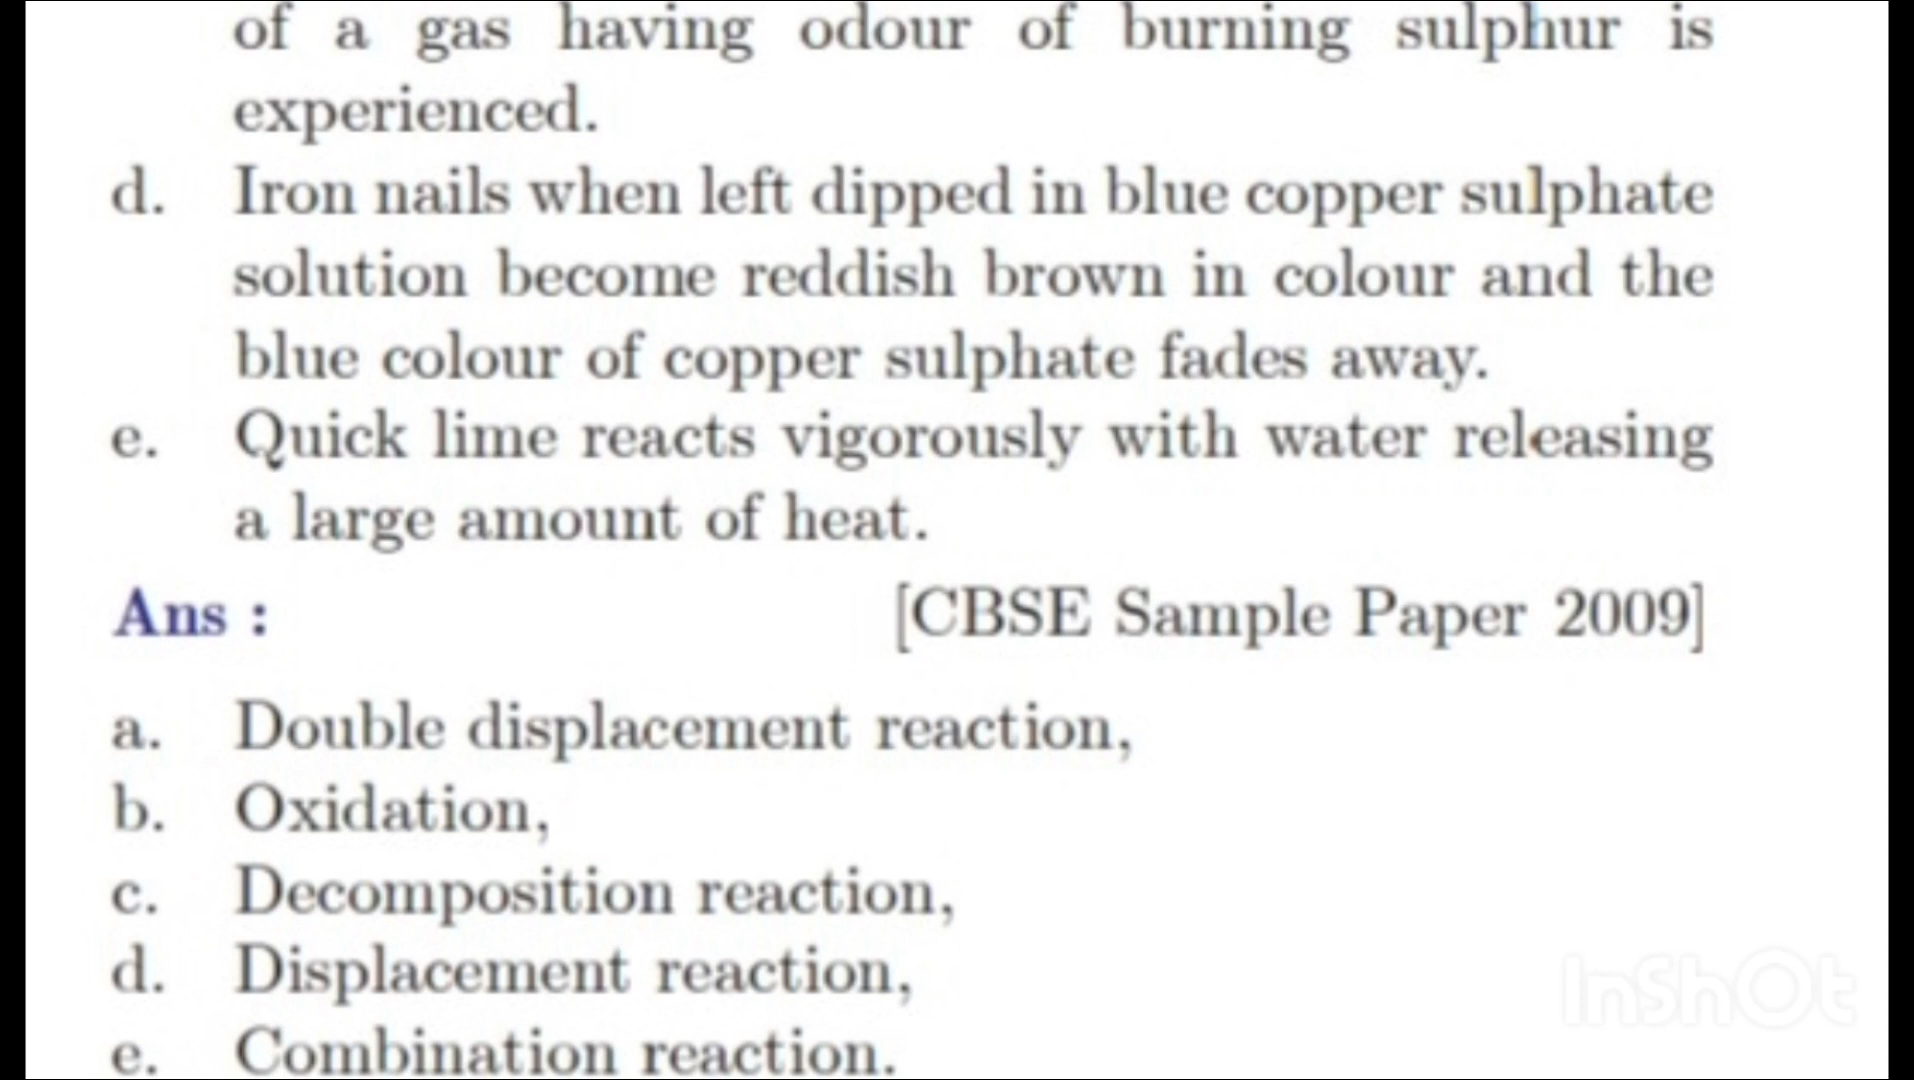 of a gas having odour of burning sulphur is
experienced.
d. Iron nails when left dipped in blue copper sulphate
solution become reddish brown in colour and the
blue colour of copper sulphate fades away.
e. Quick lime reacts vigorously with water releasing
a large amount of heat.
Ans : [CBSE Sample Paper 2009]
a. Double displacement reaction,
b. Oxidation,
c. Decomposition reaction,
d. Displacement reaction,
e. Combination reaction.
InShOt